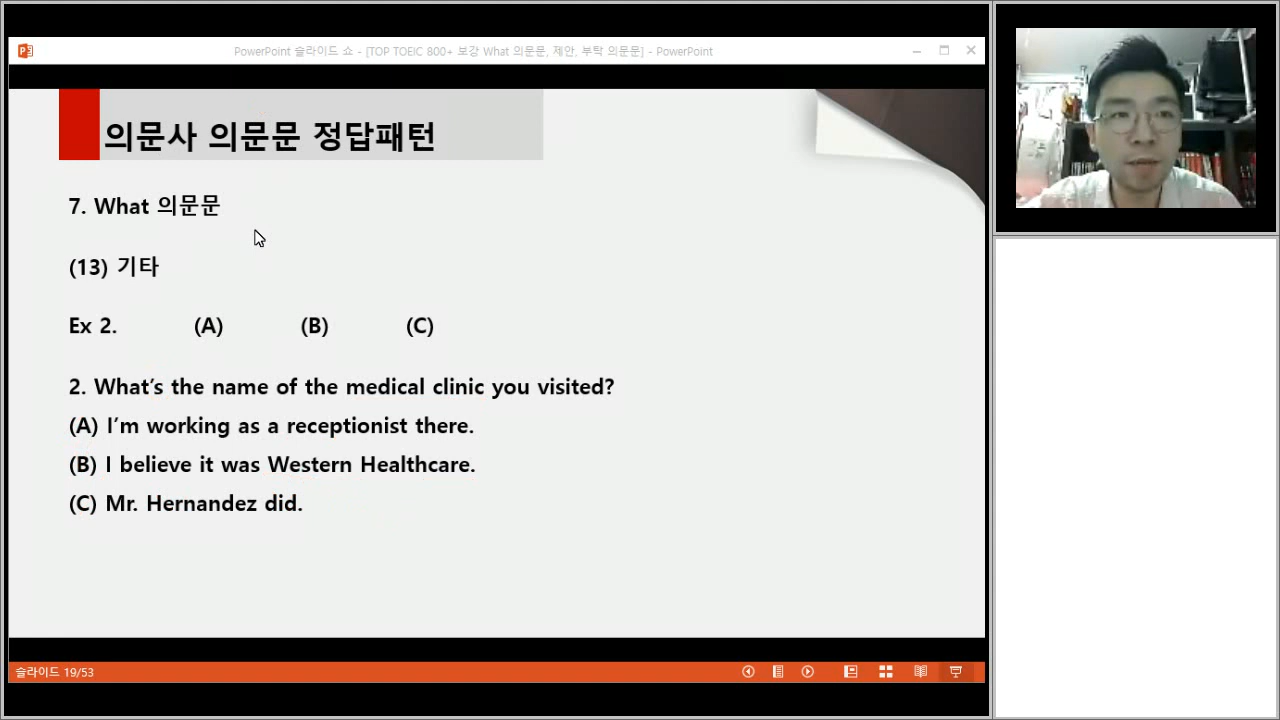 PowerPoint 슬라이드 쇼 - [TOP TOEIC 800+ 보강 What 의문문, 제안, 부탁 의문문] - PowerPoint
의문사 의문문 정답패턴
7. What 의문문
(13) 기타
Ex 2. (A) (B) (C)
2. What’s the name of the medical clinic you visited?
(A) I’m working as a receptionist there.
(B) I believe it was Western Healthcare.
(C) Mr. Hernandez did.
슬라이드 19/53